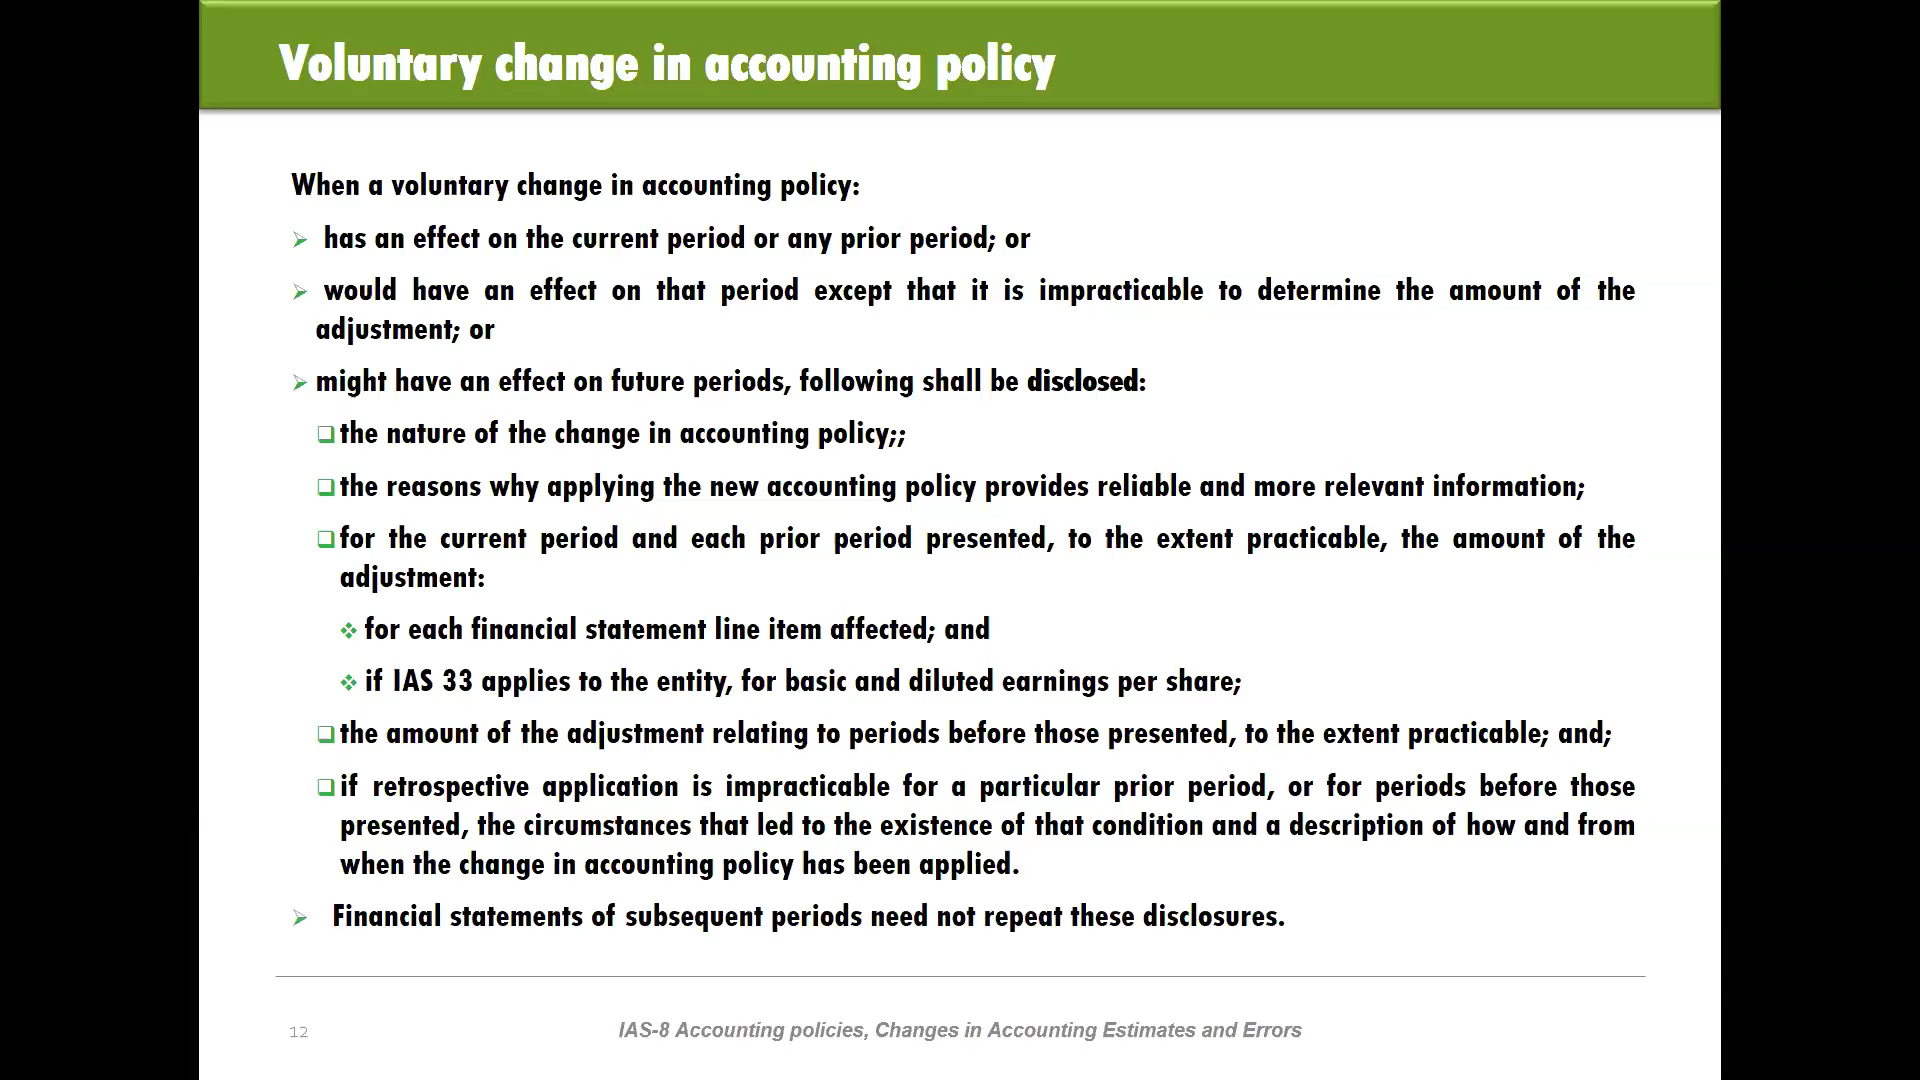 Voluntary change in accounting policy
When a voluntary change in accounting policy:
has an effect on the current period or any prior period; or
would have an effect on that period except that it is impracticable to determine the amount of the
adjustment; or
might have an effect on future periods, following shall be disclosed:
the nature of the change in accounting policy;;
the reasons why applying the new accounting policy provides reliable and more relevant information;
for the current period and each prior period presented, to the extent practicable, the amount of the
adjustment:
for each financial statement line item affected; and
if IAS 33 applies to the entity, for basic and diluted earnings per share;
the amount of the adjustment relating to periods before those presented, to the extent practicable; and;
if retrospective application is impracticable for a particular prior period, or for periods before those
presented, the circumstances that led to the existence of that condition and a description of how and from
when the change in accounting policy has been applied.
Financial statements of subsequent periods need not repeat these disclosures.
12
IAS-8 Accounting policies, Changes in Accounting Estimates and Errors